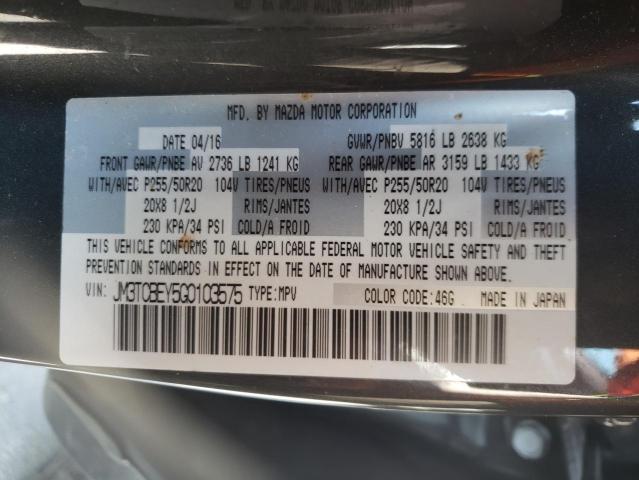 MFD. BY MAZDA MOTOR CORPORATION
DATE 04/16 GVWR/PNBV 5816 LB 2638 KG
FRONT GAWR/PNBE AV 2736 LB 1241 KG REAR GAWR/PNBE AR 3159 LB 1433 KG
WITH/AVEC P255/50R20 104V TIRES/PNEUS WITH/AVEC P255/50R20 104V TIRES/PNEUS
20X8 1/2J RIMS/JANTES 20X8 1/2J RIMS/JANTES
230 KPA/34 PSI COLD/A FROID 230 KPA/34 PSI COLD/A FROID
THIS VEHICLE CONFORMS TO ALL APPLICABLE FEDERAL MOTOR VEHICLE SAFETY AND THEFT
PREVENTION STANDARDS IN EFFECT ON THE DATE OF MANUFACTURE SHOWN ABOVE.
VIN: JM3TCBEY5G0103575 TYPE:MPV COLOR CODE:46G MADE IN JAPAN